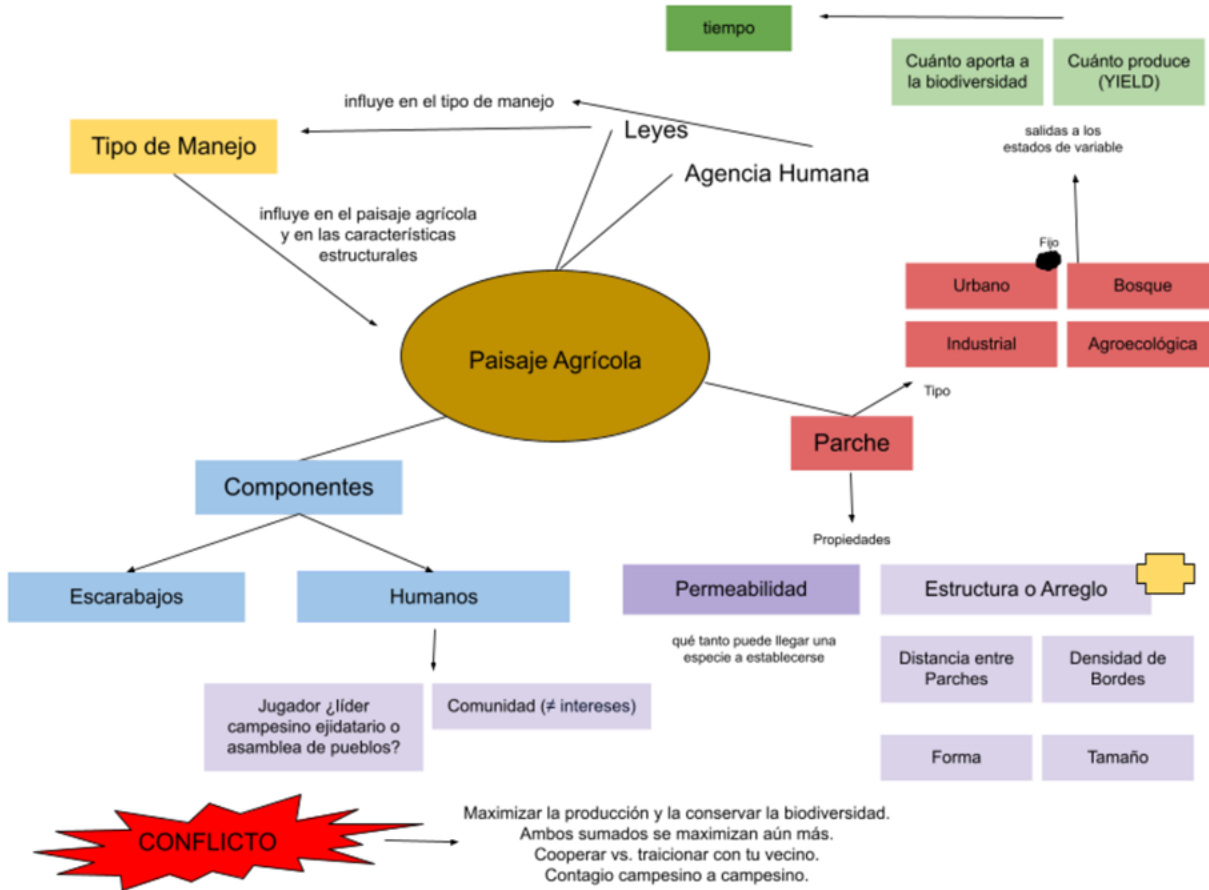 tiempo
Cuánto aporta a
la biodiversidad
Cuánto produce
(YIELD)
influye en el tipo de manejo
Leyes
Tipo de Manejo
salidas a los
estados de variable
Agencia Humana
influye en el paisaje agrícola
y en las características
estructurales
Fijo
Urbano
Bosque
Industrial
Agroecológica
Paisaje Agrícola
Tipo
Parche
Componentes
Propiedades
Escarabajos
Humanos
Permeabilidad
Estructura o Arreglo
qué tanto puede llegar una
especie a establecerse
Distancia entre
Parches
Densidad de
Bordes
Jugador ¿líder
campesino ejidatario o
asamblea de pueblos?
Comunidad (≠ intereses)
Forma
Tamaño
CONFLICTO
Maximizar la producción y la conservar la biodiversidad.
Ambos sumados se maximizan aún más.
Cooperar vs. traicionar con tu vecino.
Contagio campesino a campesino.